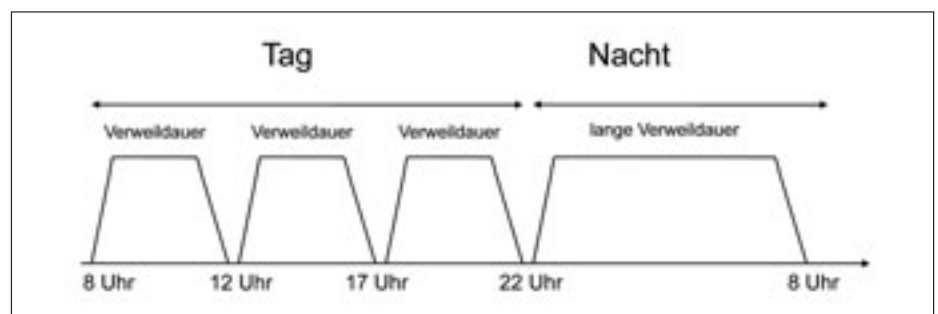 Tag Nacht
Verweildauer Verweildauer Verweildauer lange Verweildauer
8 Uhr 12 Uhr 17 Uhr 22 Uhr 8 Uhr